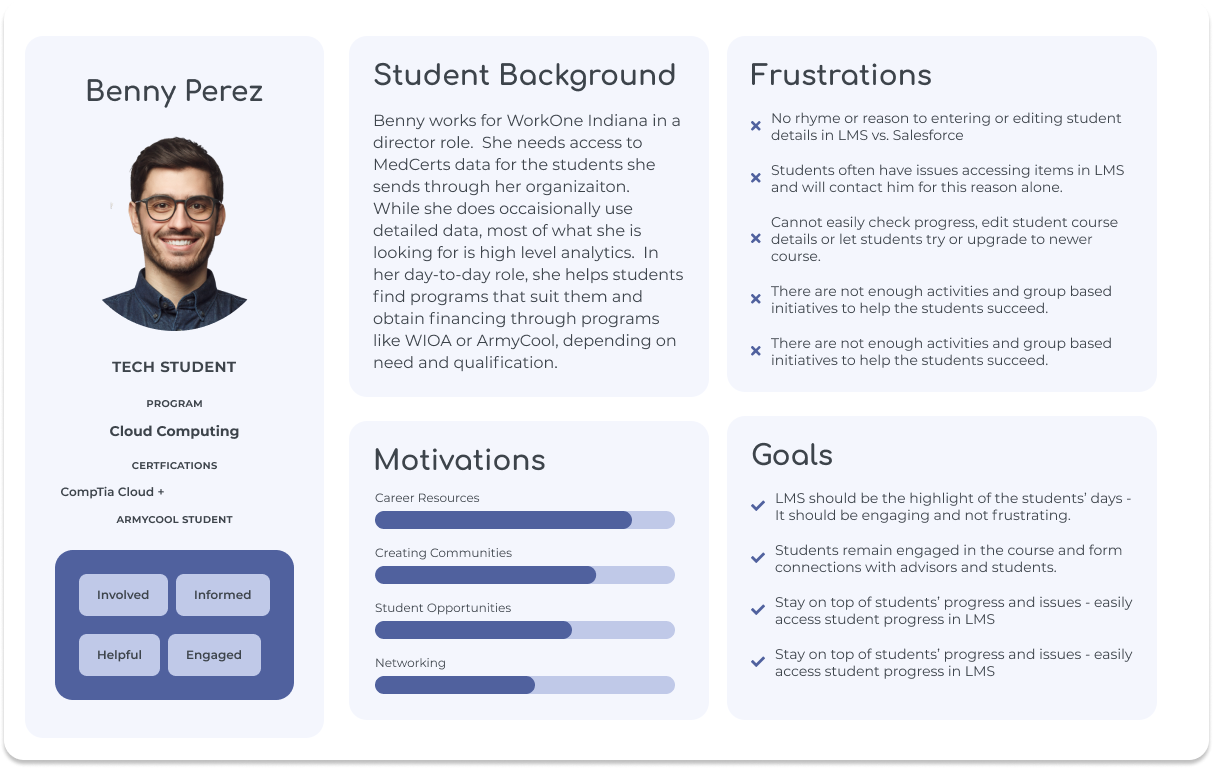 Benny Perez
TECH STUDENT
PROGRAM
Cloud Computing
CERTFICATIONS
CompTia Cloud +
ARMYCOOL STUDENT
Involved
Informed
Helpful
Engaged
Student Background
Benny works for WorkOne Indiana in a
director role.  She needs access to
MedCerts data for the students she
sends through her organizaiton.
While she does occaisionally use
detailed data, most of what she is
looking for is high level analytics.  In
her day-to-day role, she helps students
find programs that suit them and
obtain financing through programs
like WIOA or ArmyCool, depending on
need and qualification.
Motivations
Career Resources
Creating Communities
Student Opportunities
Networking
Frustrations
No rhyme or reason to entering or editing student
details in LMS vs. Salesforce
Students often have issues accessing items in LMS
and will contact him for this reason alone.
Cannot easily check progress, edit student course
details or let students try or upgrade to newer
course.
There are not enough activities and group based
initiatives to help the students succeed.
There are not enough activities and group based
initiatives to help the students succeed.
Goals
LMS should be the highlight of the students’ days -
It should be engaging and not frustrating.
Students remain engaged in the course and form
connections with advisors and students.
Stay on top of students’ progress and issues - easily
access student progress in LMS
Stay on top of students’ progress and issues - easily
access student progress in LMS